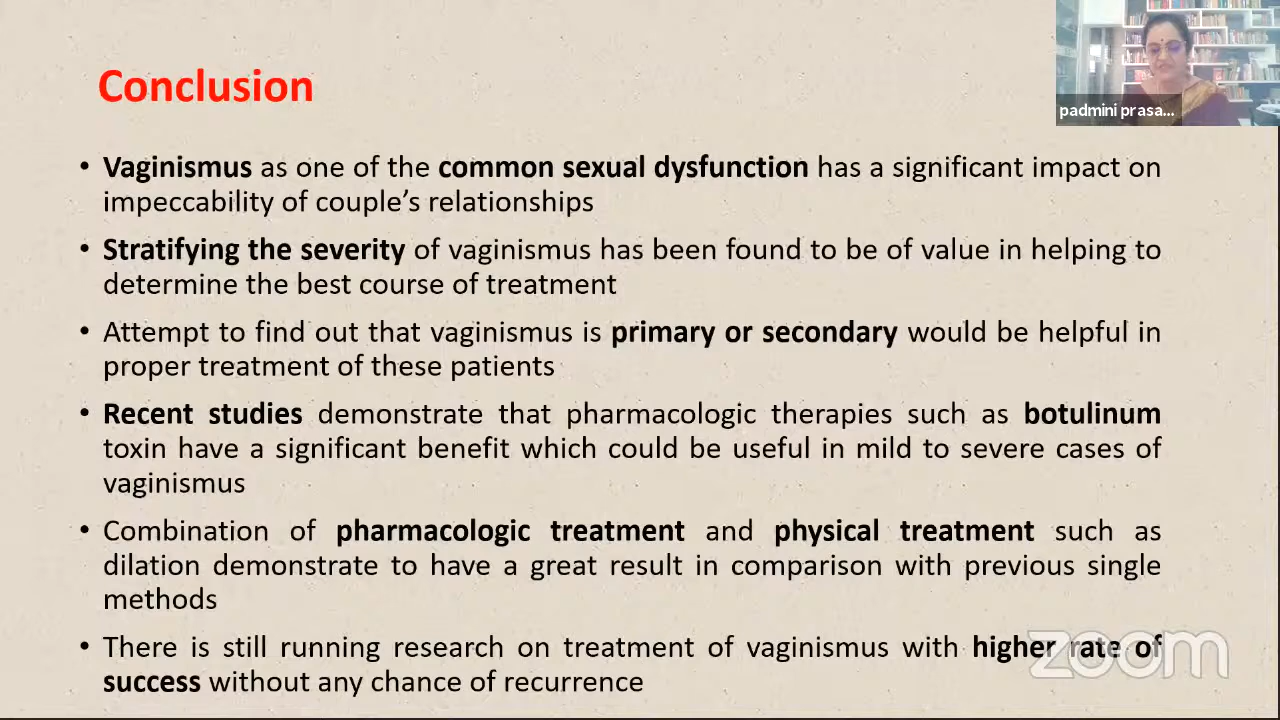 Conclusion
padmini prasa...
• Vaginismus as one of the common sexual dysfunction has a significant impact on
impeccability of couple's relationships
• Stratifying the severity of vaginismus has been found to be of value in helping to
determine the best course of treatment
• Attempt to find out that vaginismus is primary or secondary would be helpful in
proper treatment of these patients
• Recent studies demonstrate that pharmacologic therapies such as botulinum
toxin have a significant benefit which could be useful in mild to severe cases of
vaginismus
• Combination of pharmacologic treatment and physical treatment such as
dilation demonstrate to have a great result in comparison with previous single
methods
• There is still running research on treatment of vaginismus with higher rate of
success without any chance of recurrence
zoom